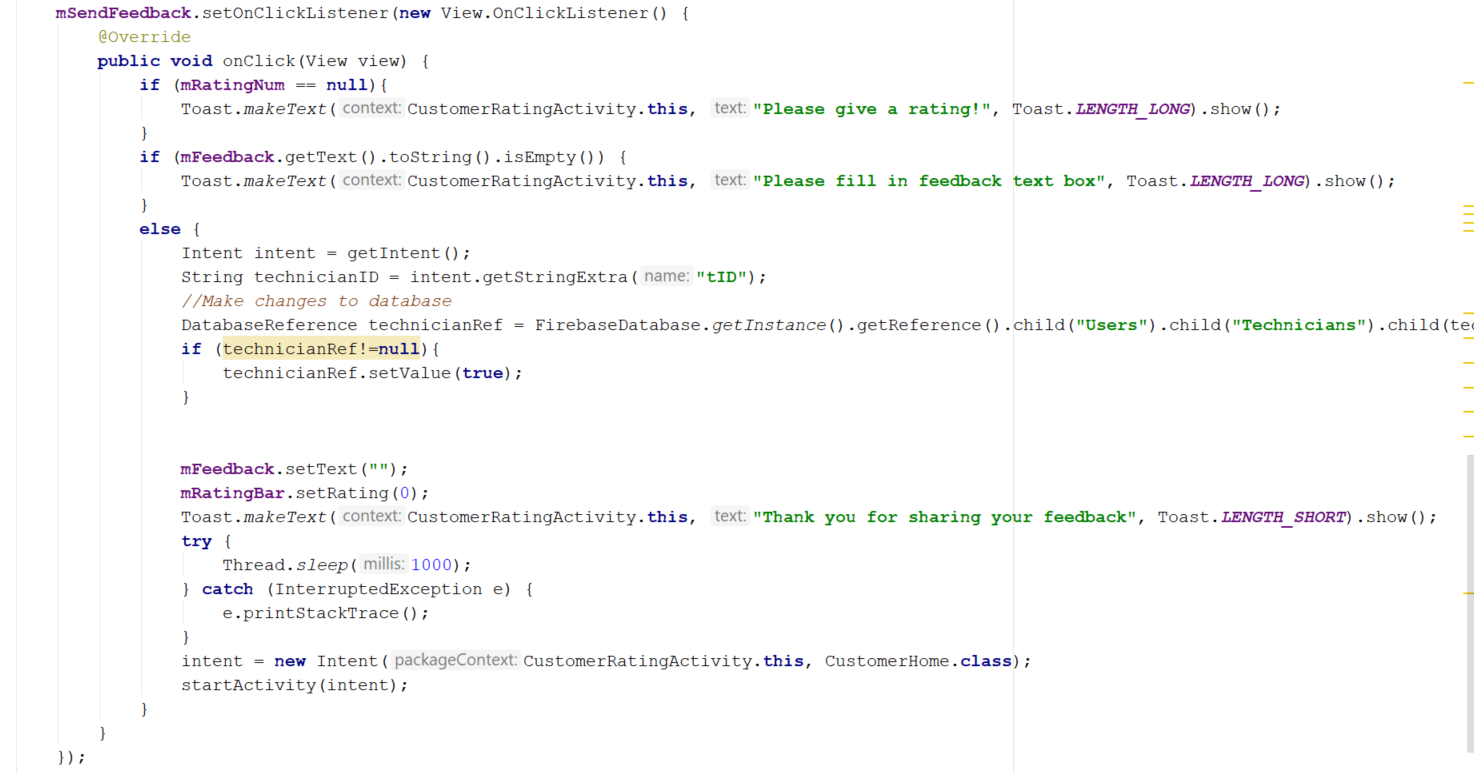 mSendFeedback.setOnClickListener(new View.OnClickListener() {
@Override
public void onClick(View view) {
if (mRatingNum == null){
Toast.makeText( context: CustomerRatingActivity.this, text: "Please give a rating!", Toast.LENGTH_LONG).show();
}
if (mFeedback.getText().toString().isEmpty()) {
Toast.makeText( context: CustomerRatingActivity.this, text: "Please fill in feedback text box", Toast.LENGTH_LONG).show();
}
else {
Intent intent = getIntent();
String technicianID = intent.getStringExtra( name: "tID");
//Make changes to database
DatabaseReference technicianRef = FirebaseDatabase.getInstance().getReference().child("Users").child("Technicians").child(
if (technicianRef!=null){
technicianRef.setValue(true);
}
mFeedback.setText("");
mRatingBar.setRating(0);
Toast.makeText( context: CustomerRatingActivity.this, text: "Thank you for sharing your feedback", Toast.LENGTH_SHORT).show();
try {
Thread.sleep( millis: 1000);
} catch (InterruptedException e) {
e.printStackTrace();
}
intent = new Intent( packageContext: CustomerRatingActivity.this, CustomerHome.class);
startActivity(intent);
}
}
});